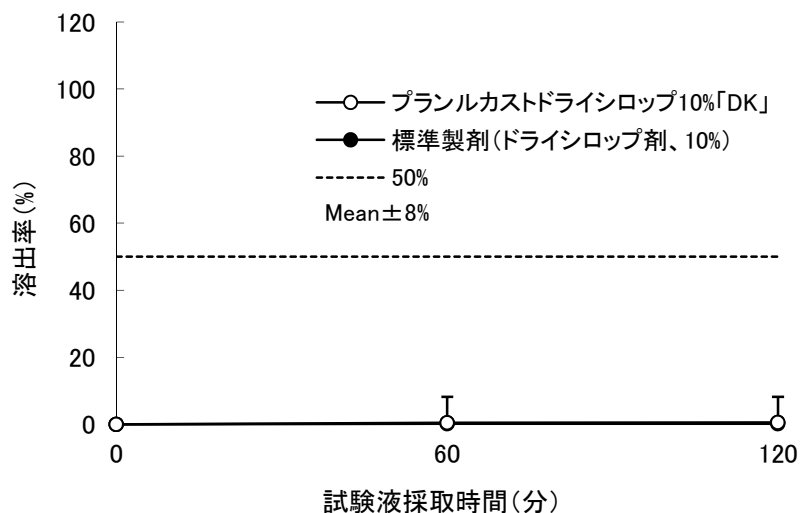 120
100
80
60
40
20
0
溶出率(%)
プランルカストドライシロップ10%「DK」
標準製剤(ドライシロップ剤、10%)
50%
Mean±8%
0 60 120
試験液採取時間(分)